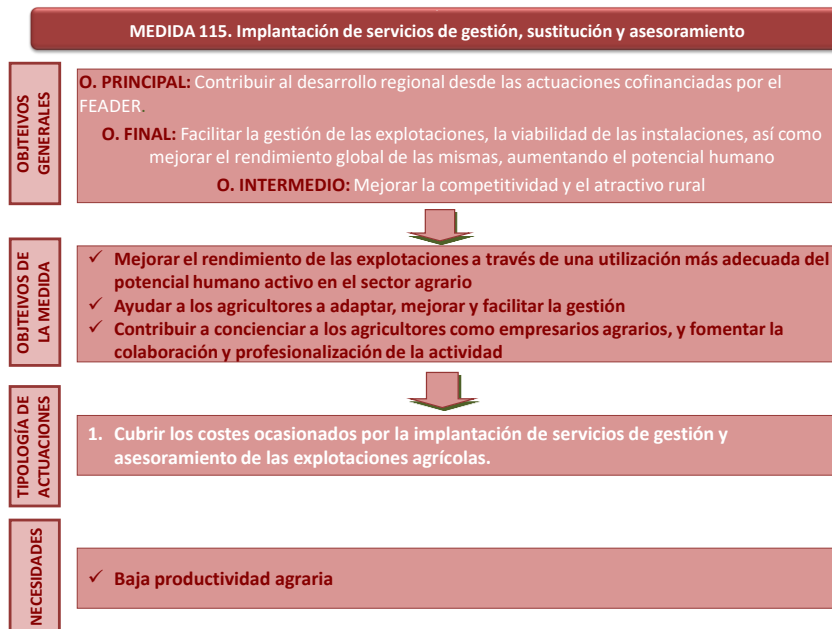 MEDIDA 115. Implantación de servicios de gestión, sustitución y asesoramiento
OBJTEIVOS
GENERALES
O. PRINCIPAL: Contribuir al desarrollo regional desde las actuaciones cofinanciadas por el
FEADER.
O. FINAL: Facilitar la gestión de las explotaciones, la viabilidad de las instalaciones, así como
mejorar el rendimiento global de las mismas, aumentando el potencial humano
O. INTERMEDIO: Mejorar la competitividad y el atractivo rural
OBJTEIVOS DE
LA MEDIDA
✓ Mejorar el rendimiento de las explotaciones a través de una utilización más adecuada del
potencial humano activo en el sector agrario
✓ Ayudar a los agricultores a adaptar, mejorar y facilitar la gestión
✓ Contribuir a concienciar a los agricultores como empresarios agrarios, y fomentar la
colaboración y profesionalización de la actividad
TIPOLOGÍA DE
ACTUACIONES
1. Cubrir los costes ocasionados por la implantación de servicios de gestión y
asesoramiento de las explotaciones agrícolas.
NECESIDADES
✓ Baja productividad agraria